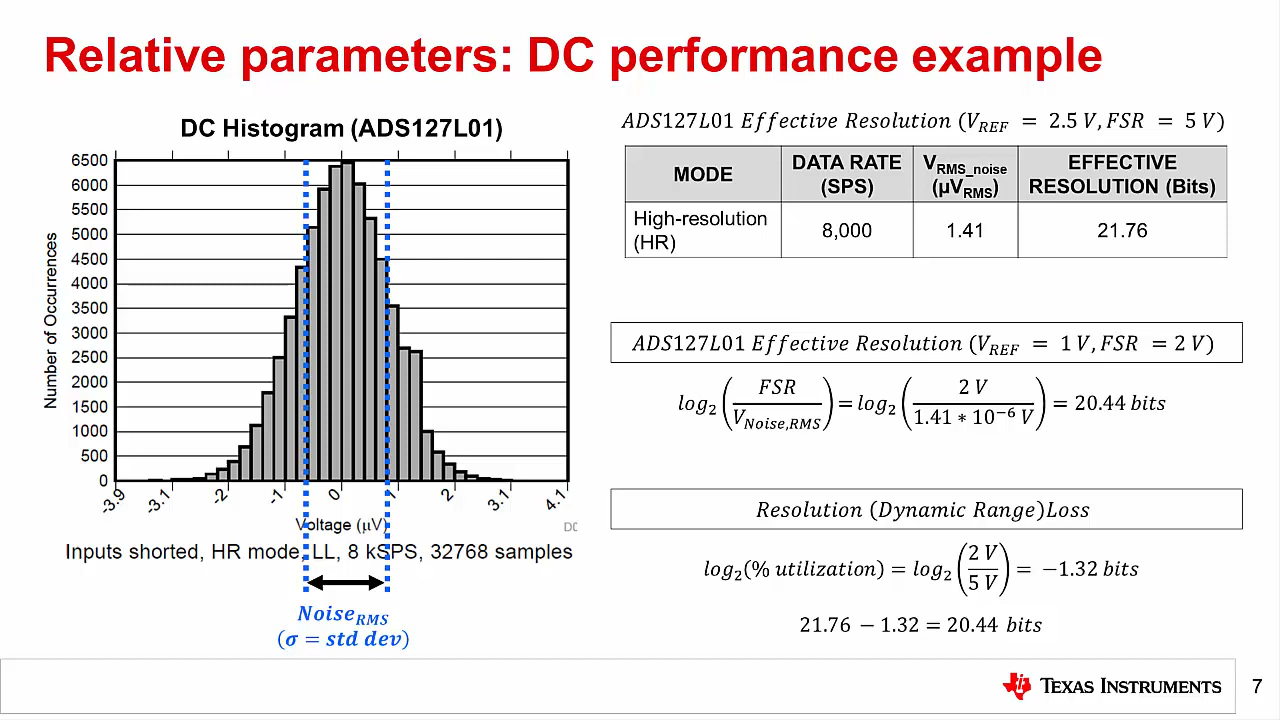 Relative parameters: DC performance example
DC Histogram (ADS127L01)
6500
6000
5500
5000
4500
4000
3500
3000
2500
2000
1500
1000
500
0
Number of Occurrences
-3.9 -3.1 -2 -1 0 1 2 3.1 4.1
Voltage (μV)
DC
Inputs shorted, HR mode, LL, 8 kSPS, 32768 samples
Noise_RMS
(σ = std dev)
ADS127L01 Effective Resolution (V_REF = 2.5 V, FSR = 5 V)
MODE DATA RATE (SPS) V_RMS_noise (μV_RMS) EFFECTIVE RESOLUTION (Bits)
High-resolution (HR) 8,000 1.41 21.76
ADS127L01 Effective Resolution (V_REF = 1 V, FSR = 2 V)
log₂(FSR / V_Noise,RMS) = log₂(2 V / 1.41 * 10⁻⁶ V) = 20.44 bits
Resolution (Dynamic Range)Loss
log₂(% utilization) = log₂(2 V / 5 V) = −1.32 bits
21.76 − 1.32 = 20.44 bits
TEXAS INSTRUMENTS
7